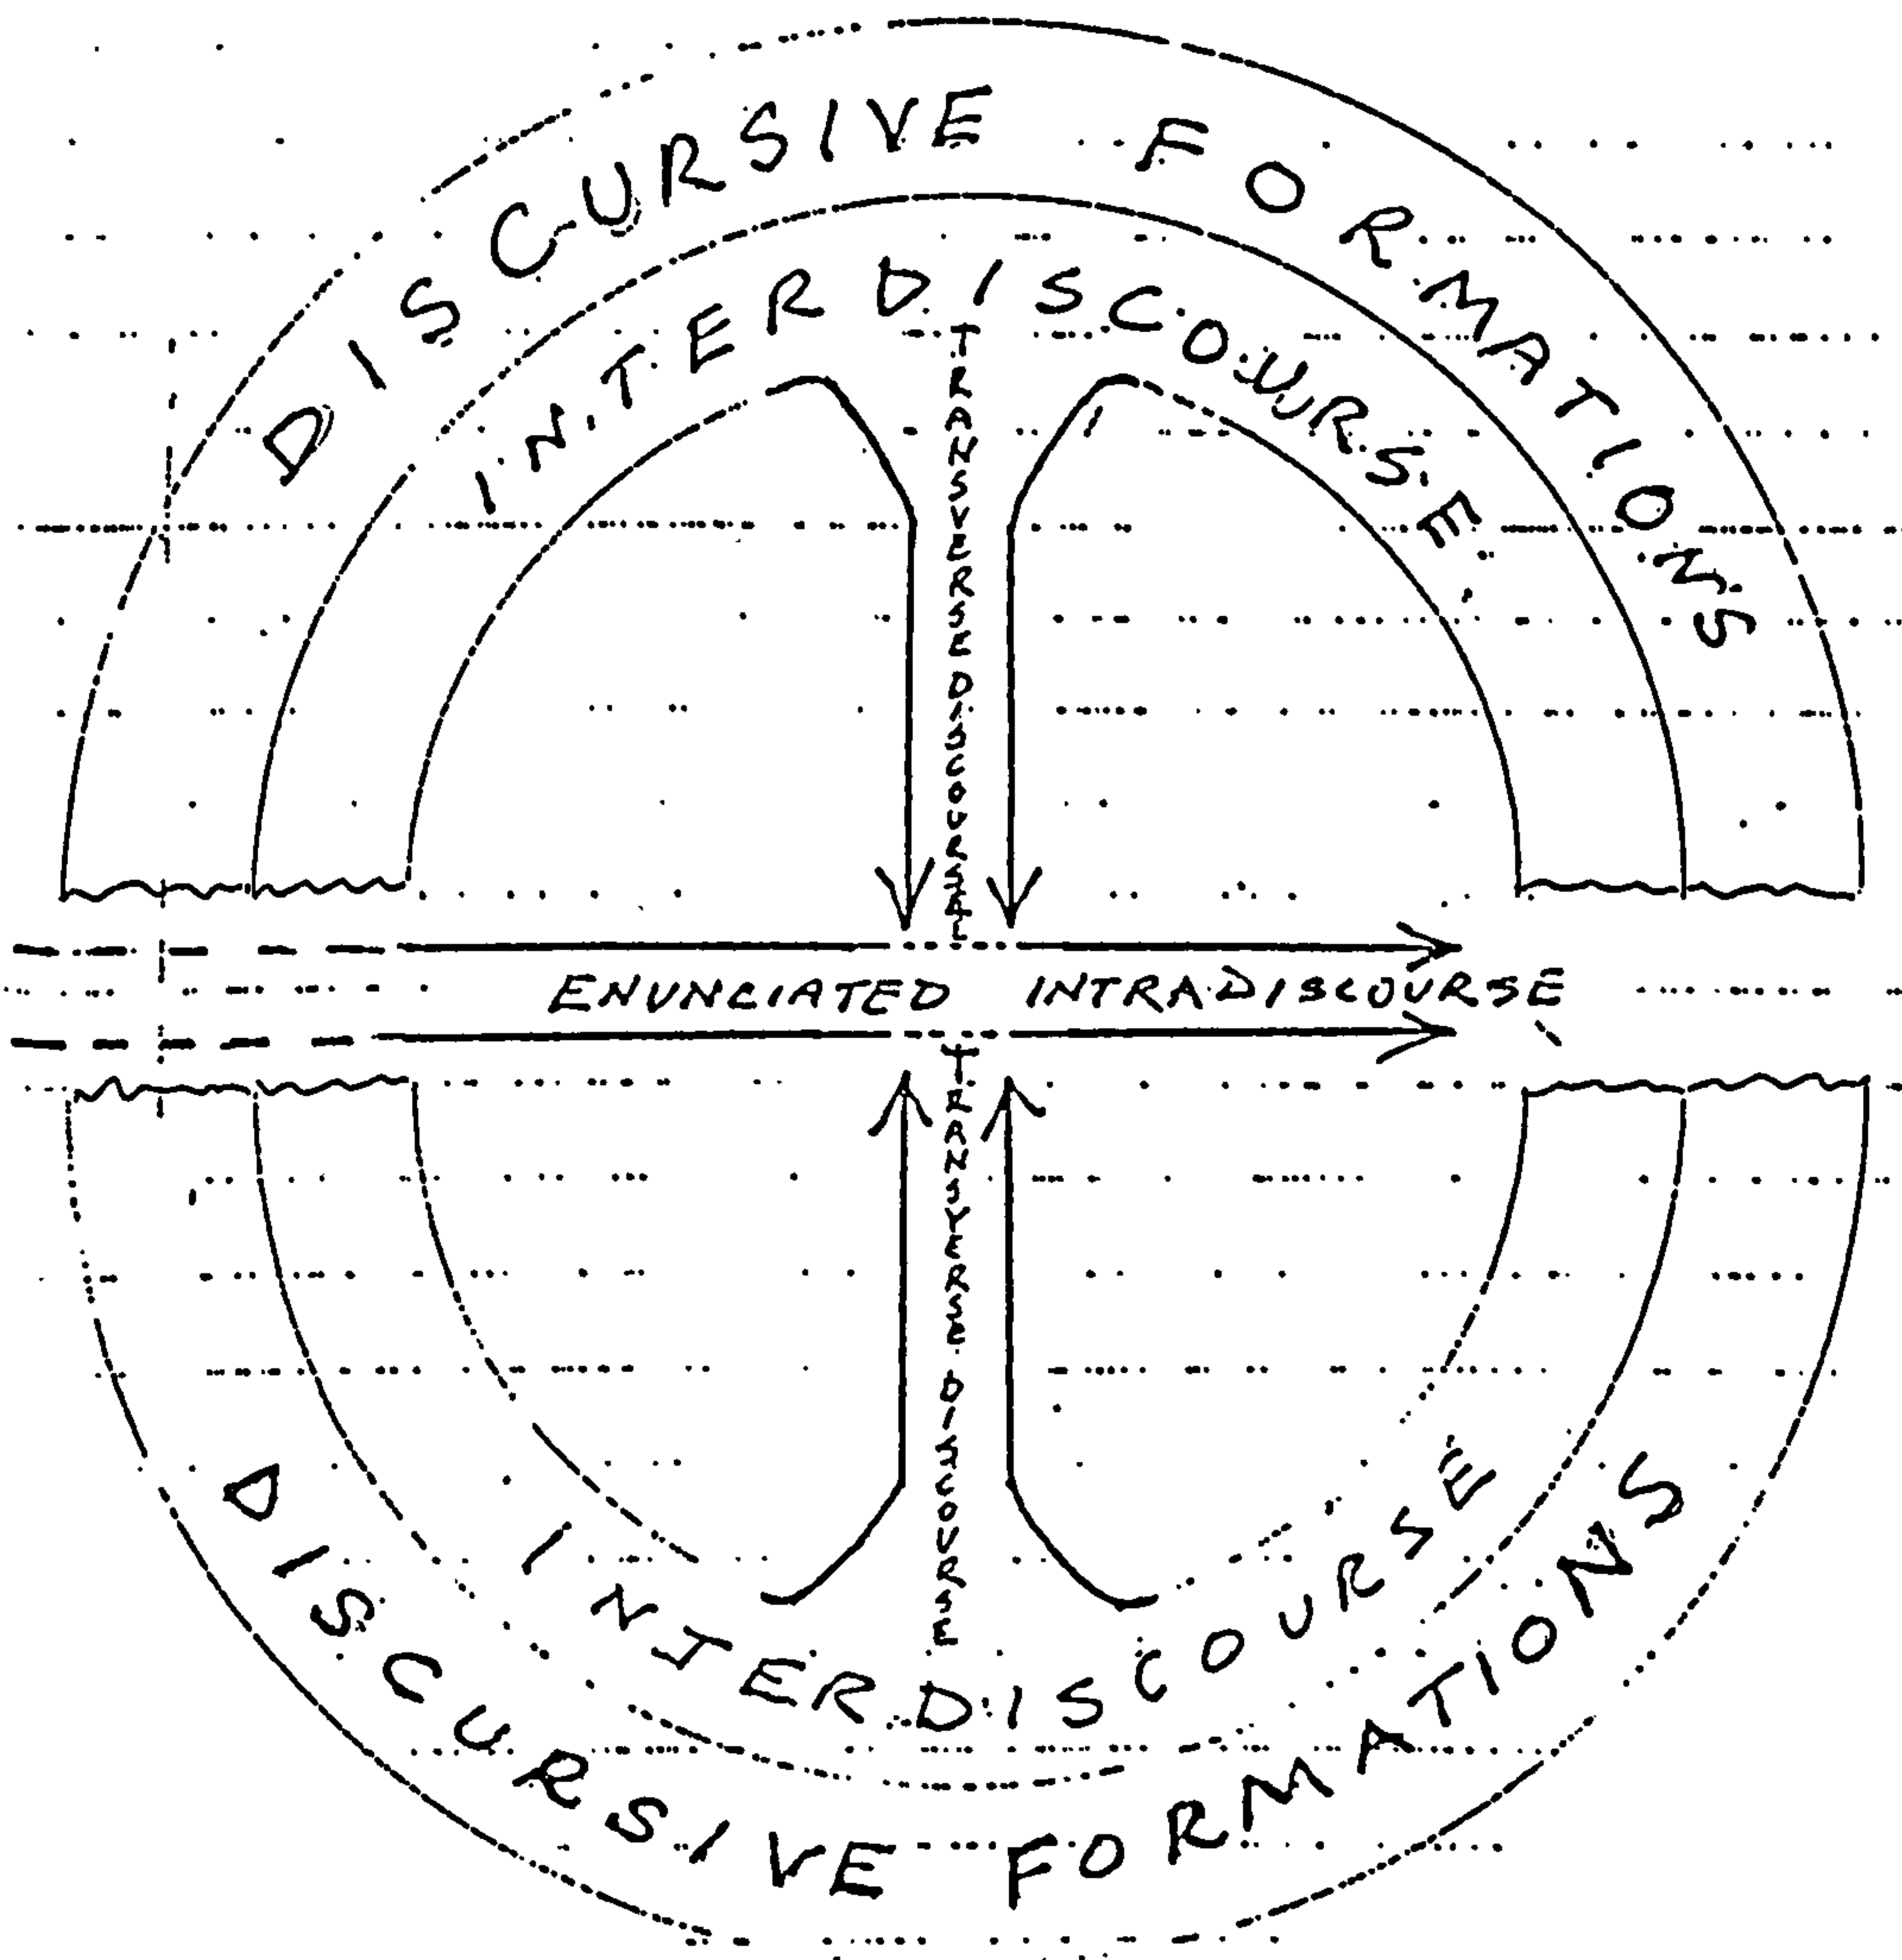 DISCURSIVE FORMATIONS
INTERDISCOURSE
TRANSVERSE DISCOURSE
ENUNCIATED INTRADISCOURSE
TRANSVERSE DISCOURSE
INTERDISCOURSE
DISCURSIVE FORMATIONS